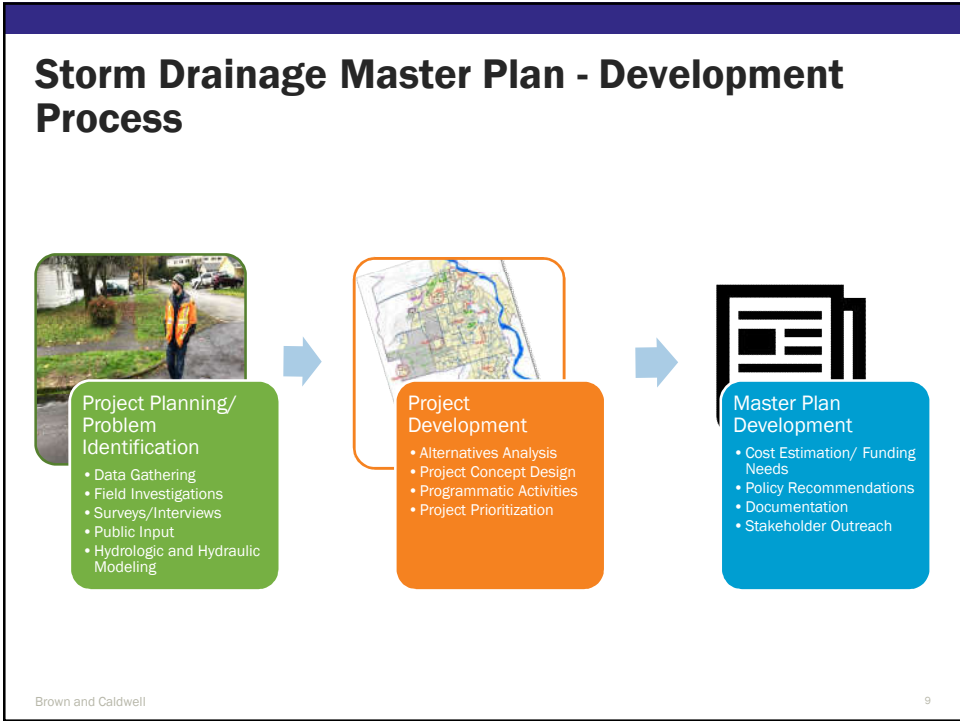 Storm Drainage Master Plan - Development
Process
Project Planning/
Problem
Identification
• Data Gathering
• Field Investigations
• Surveys/Interviews
• Public Input
• Hydrologic and Hydraulic
Modeling
Project
Development
• Alternatives Analysis
• Project Concept Design
• Programmatic Activities
• Project Prioritization
Master Plan
Development
• Cost Estimation/ Funding
Needs
• Policy Recommendations
• Documentation
• Stakeholder Outreach
Brown and Caldwell
9